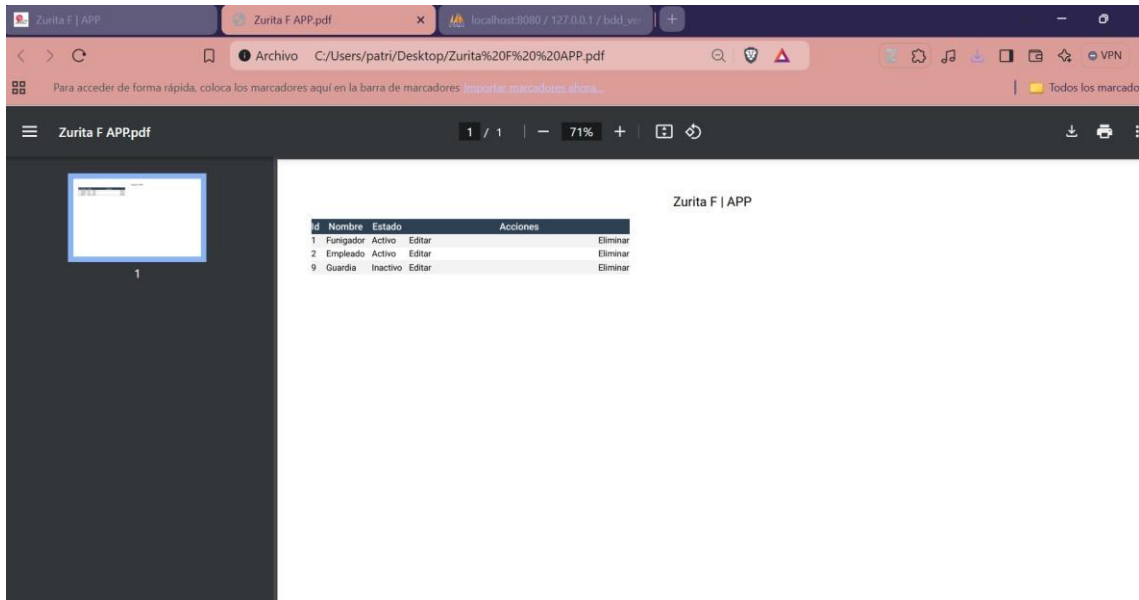 Zurita F | APP
Zurita F APP.pdf
localhost:8080 / 127.0.0.1 / bdd_ve
Archivo C:/Users/patri/Desktop/Zurita%20F%20%20APP.pdf
VPN
Para acceder de forma rápida, coloca los marcadores aquí en la barra de marcadores Importar marcadores ahora...
Todos los marcado
Zurita F APP.pdf
1 / 1 | − 71% +
1
Zurita F | APP
Id Nombre Estado Acciones
1 Funigador Activo Editar Eliminar
2 Empleado Activo Editar Eliminar
9 Guardia Inactivo Editar Eliminar